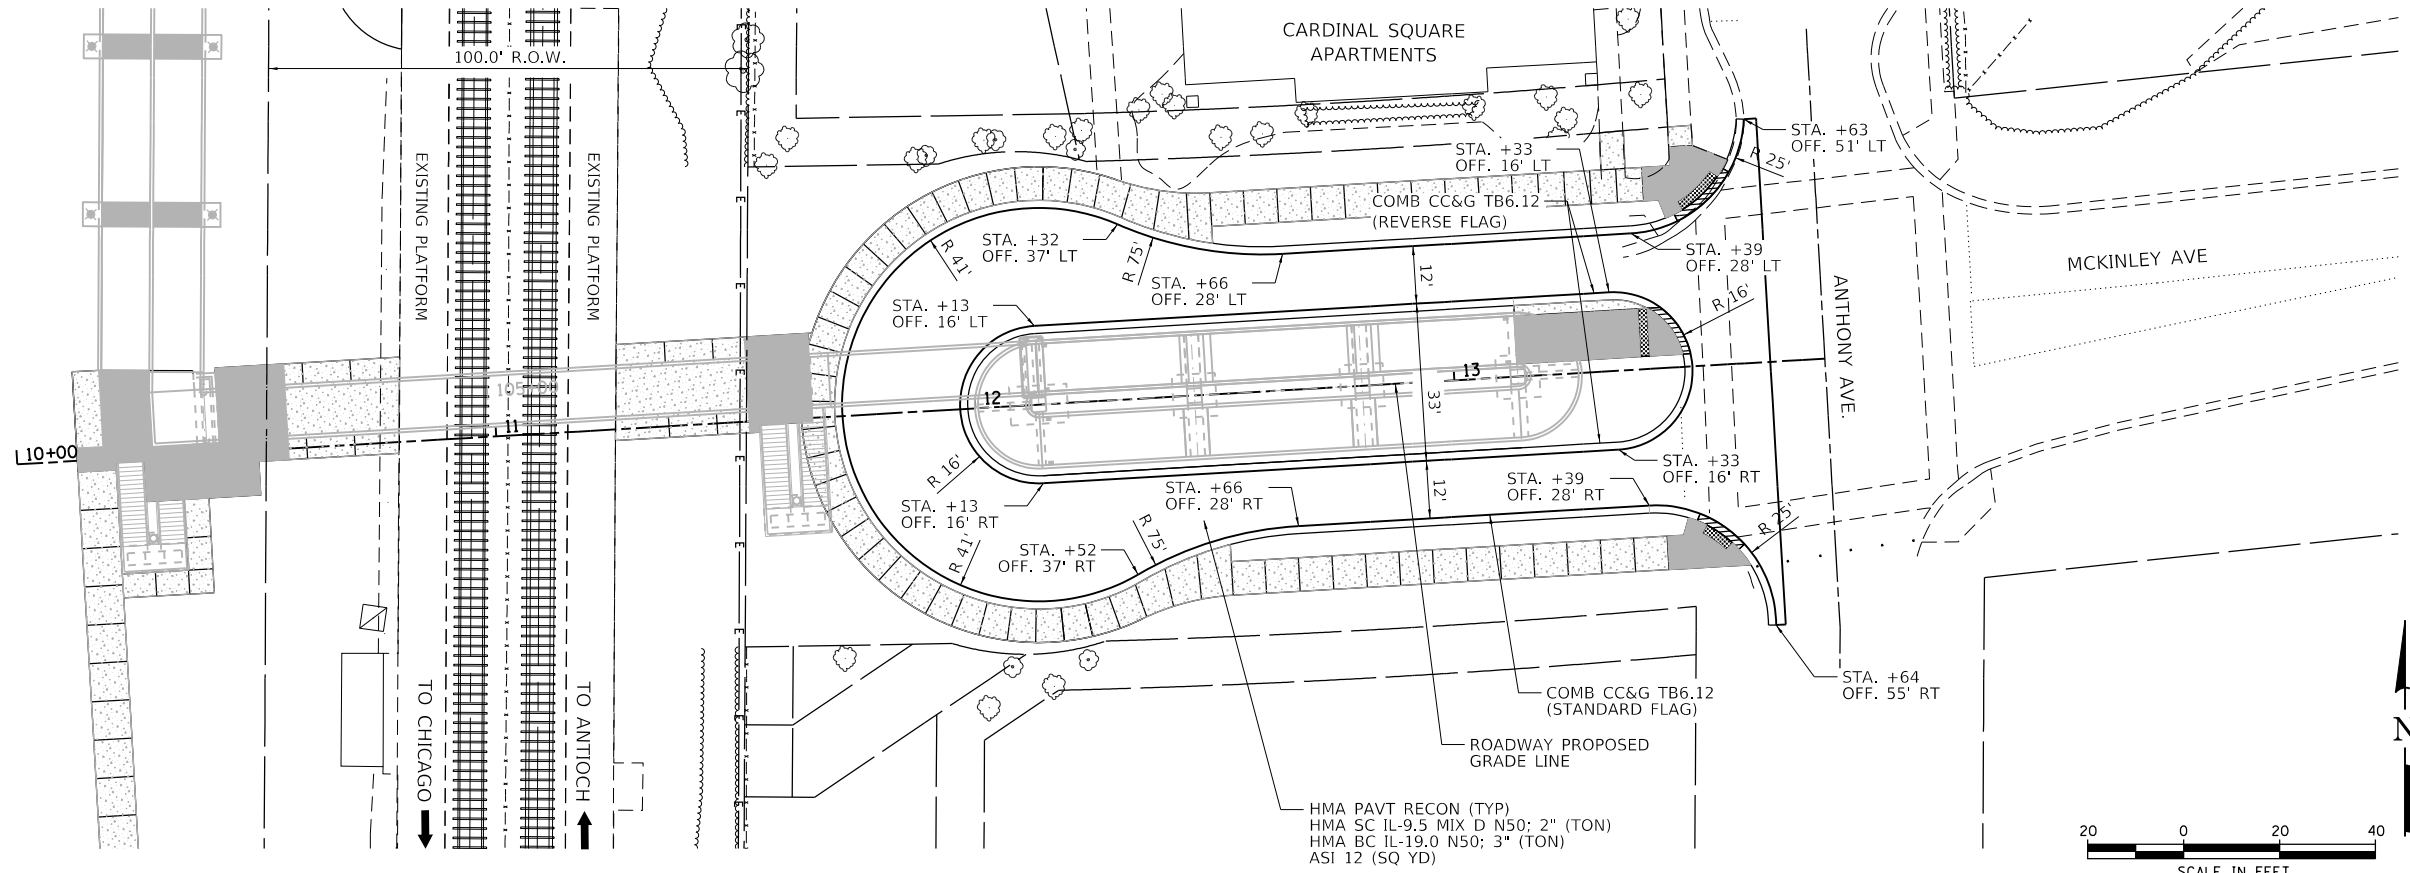 CARDINAL SQUARE
APARTMENTS
100.0' R.O.W.
EXISTING PLATFORM
EXISTING PLATFORM
STA. +63
OFF. 51' LT
R 25'
STA. +33
OFF. 16' LT
COMB CC&G TB6.12
(REVERSE FLAG)
STA. +32
OFF. 37' LT
R 41'
R 75'
STA. +39
OFF. 28' LT
MCKINLEY AVE
STA. +66
OFF. 28' LT
12'
R 16'
ANTHONY AVE.
STA. +13
OFF. 16' LT
13
12
33'
11
10+00
R 16'
STA. +33
OFF. 16' RT
STA. +39
OFF. 28' RT
12'
STA. +66
OFF. 28' RT
STA. +13
OFF. 16' RT
R 25'
R 75'
R 41'
STA. +52
OFF. 37' RT
STA. +64
OFF. 55' RT
COMB CC&G TB6.12
(STANDARD FLAG)
TO CHICAGO
TO ANTIOCH
ROADWAY PROPOSED
GRADE LINE
HMA PAVT RECON (TYP)
HMA SC IL-9.5 MIX D N50; 2" (TON)
HMA BC IL-19.0 N50; 3" (TON)
ASI 12 (SQ YD)
N
20 0 20 40
SCALE IN FEET
E
E
E
E
E
E
E
E
E
E